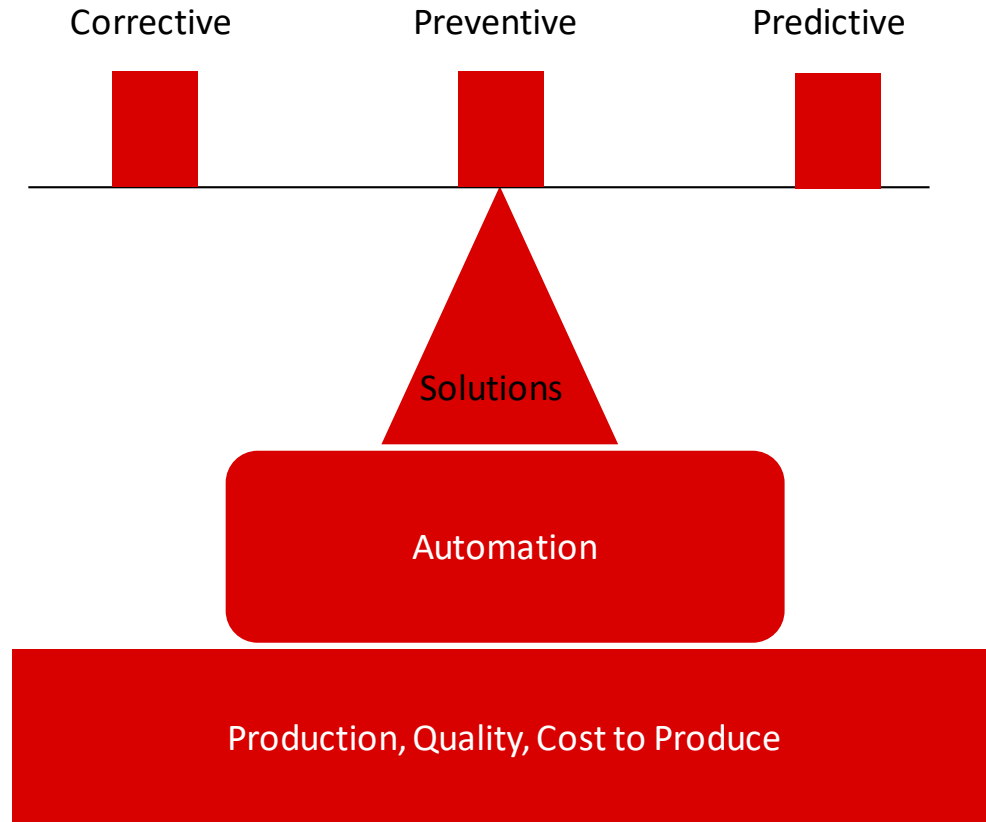 Corrective Preventive Predictive
Solutions
Automation
Production, Quality, Cost to Produce